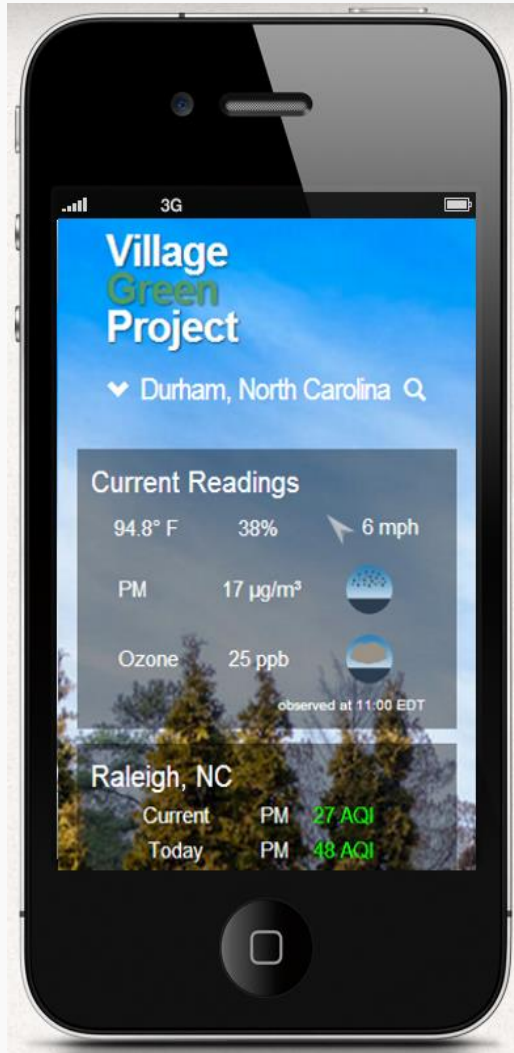 3G
Village
Green
Project
Durham, North Carolina
Current Readings
94.8° F 38% 6 mph
PM 17 µg/m³
Ozone 25 ppb
observed at 11:00 EDT
Raleigh, NC
Current PM 27 AQI
Today PM 48 AQI